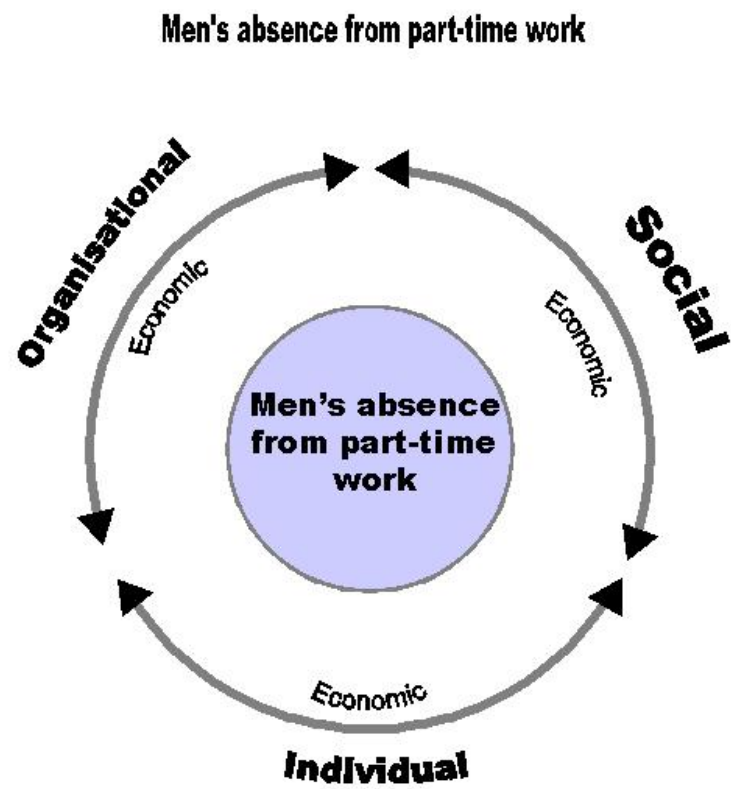 Men's absence from part-time work
Organisational
Social
Economic
Economic
Men's absence
from part-time
work
Economic
Individual